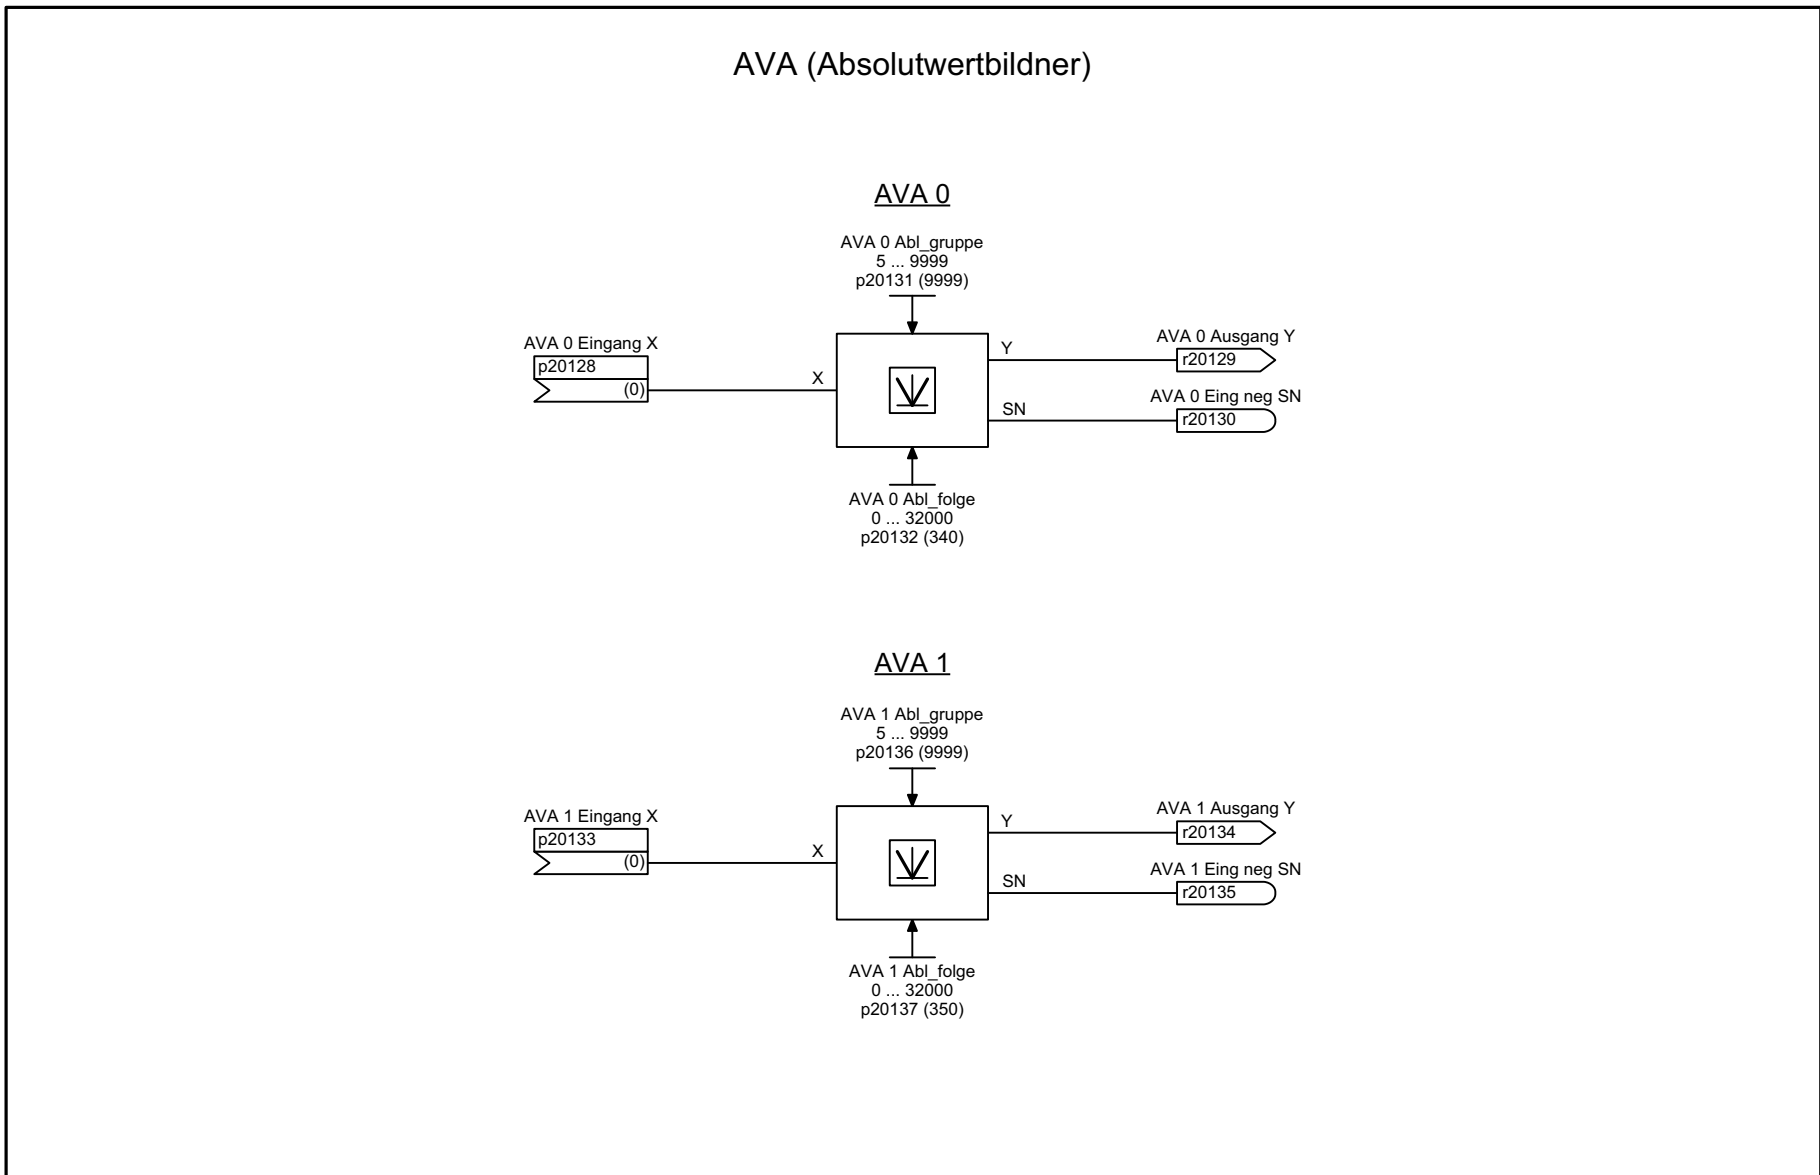 AVA (Absolutwertbildner)
AVA 0
AVA 0 Abl_gruppe
5 ... 9999
p20131 (9999)
AVA 0 Eingang X
p20128
(0)
X
Y
AVA 0 Ausgang Y
r20129
SN
AVA 0 Eing neg SN
r20130
AVA 0 Abl_folge
0 ... 32000
p20132 (340)
AVA 1
AVA 1 Abl_gruppe
5 ... 9999
p20136 (9999)
AVA 1 Eingang X
p20133
(0)
X
Y
AVA 1 Ausgang Y
r20134
SN
AVA 1 Eing neg SN
r20135
AVA 1 Abl_folge
0 ... 32000
p20137 (350)